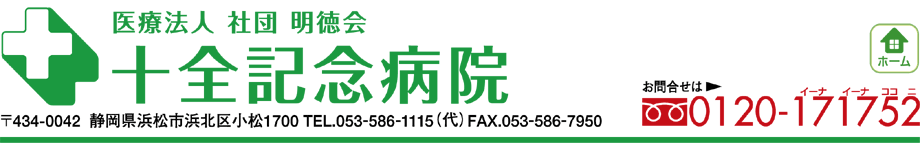 医療法人 社団 明徳会
十全記念病院
〒434-0042 静岡県浜松市浜北区小松1700 TEL.053-586-1115(代) FAX.053-586-7950
ホーム
お問合せは►
イーナ イーナ ココ ニ
0120-171752